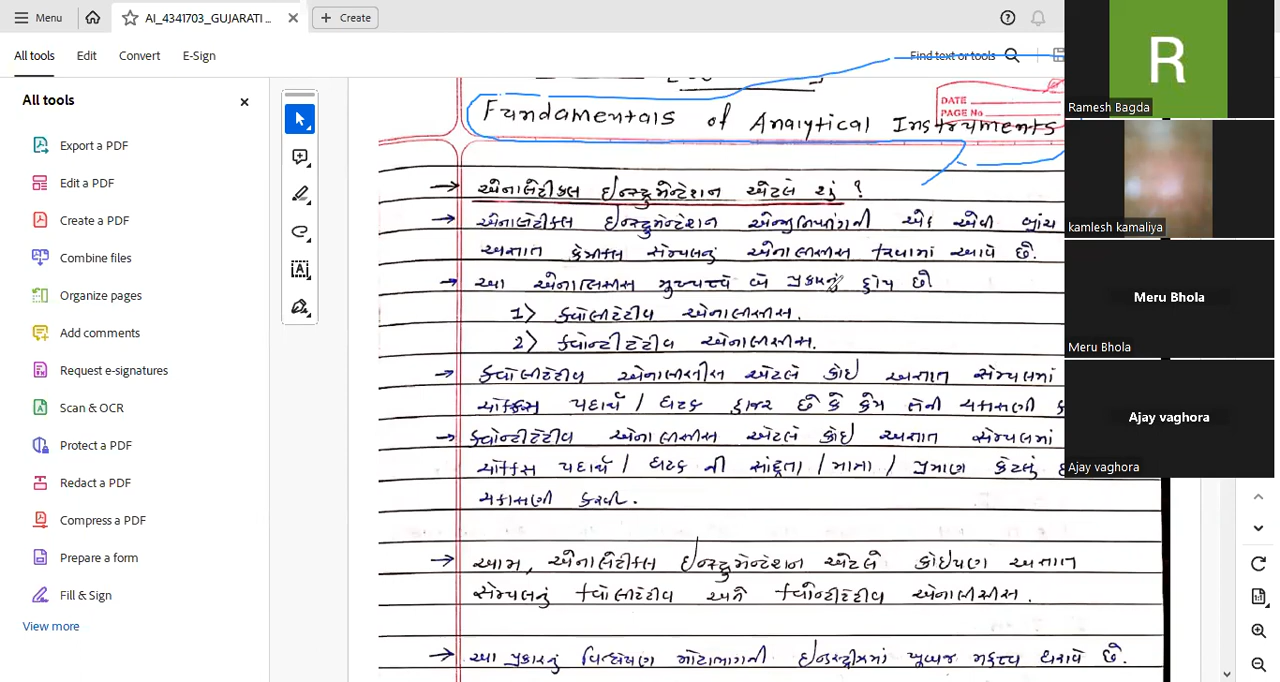 Menu
AI_4341703_GUJARATI ...
Create
All tools
Edit
Convert
E-Sign
Find text or tools
All tools
Export a PDF
Edit a PDF
Create a PDF
Combine files
Organize pages
Add comments
Request e-signatures
Scan & OCR
Protect a PDF
Redact a PDF
Compress a PDF
Prepare a form
Fill & Sign
View more
DATE
PAGE No
Fundamentals of Analytical Instruments
→ એનાલેટીકલ ઇન્સ્ટ્રુમેન્ટેશન એટલે શું ?
→ એનાલેટીકલ ઇન્સ્ટ્રુમેન્ટેશન એન્જીનિયરીંગની એક એવી બ્રાંચ
અજ્ઞાત કેમીકલ સેમ્પલનું એનાલીસીસ કરવામાં આવે છે.
→ આ એનાલિસીસ મુખ્યત્વે બે પ્રકારનું હોય છે
1> ક્વોલીટેટીવ એનાલીસીસ.
2> ક્વોન્ટીટેટીવ એનાલીસીસ.
→ ક્વોલીટેટીવ એનાલીસીસ એટલે કોઇ અજ્ઞાત સેમ્પલમાં
ચોક્કસ પદાર્થ / ઘટક હાજર છે કે કેમ તેની ચકાસણી
→ ક્વોન્ટીટેટીવ એનાલીસીસ એટલે કોઇ અજ્ઞાત સેમ્પલમાં
ચોક્કસ પદાર્થ / ઘટક ની સાંદ્રતા / માત્રા / પ્રમાણ કેટલું
ચકાસણી કરવી.
→ આમ, એનાલેટીકલ ઇન્સ્ટ્રુમેન્ટેશન એટલે કોઇપણ અજ્ઞાત
સેમ્પલનું ક્વોલીટેટીવ અને ક્વોન્ટીટેટીવ એનાલીસીસ.
→ આ પ્રકારનું વિશ્લેષણ મોટાભાગની ઇન્ડસ્ટ્રીઝમાં ખૂબજ મહત્વ ધરાવે છે.
R
Ramesh Bagda
kamlesh kamaliya
Meru Bhola
Meru Bhola
Ajay vaghora
Ajay vaghora